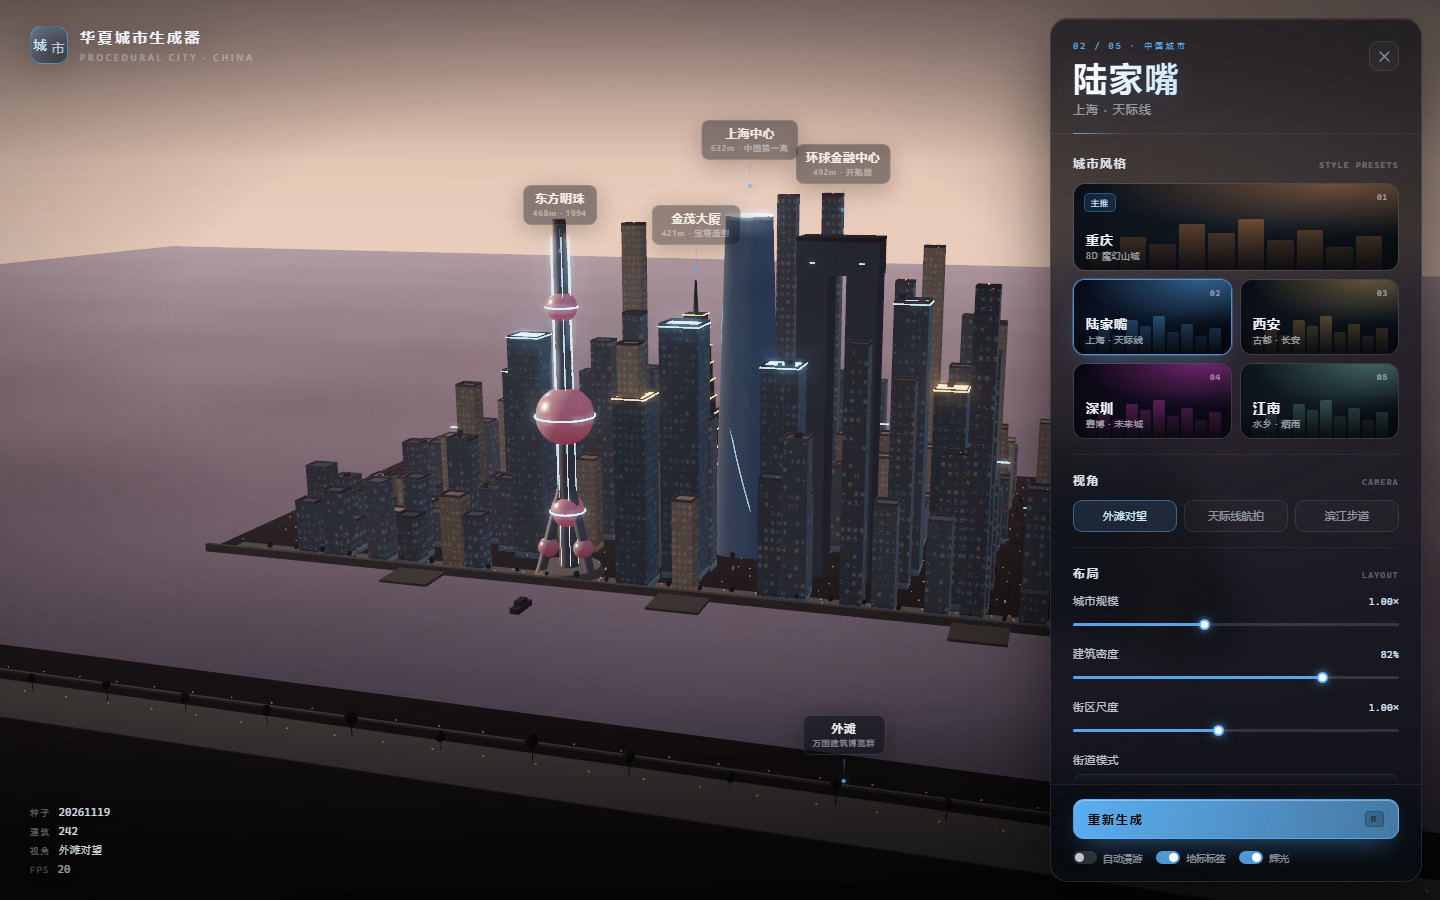 城市
华夏城市生成器
PROCEDURAL CITY · CHINA
上海中心
632m · 中国第一高
环球金融中心
492m · 开瓶器
东方明珠
468m · 1994
金茂大厦
421m · 宝塔造型
外滩
万国建筑博览群
种子 20261119
建筑 242
视角 外滩对望
FPS 20
02 / 05 · 中国城市
陆家嘴
上海 · 天际线
城市风格 STYLE PRESETS
主推 01
重庆
8D 魔幻山城
02
陆家嘴
上海 · 天际线
03
西安
古都 · 长安
04
深圳
赛博 · 未来城
05
江南
水乡 · 烟雨
视角 CAMERA
外滩对望 天际线航拍 滨江步道
布局 LAYOUT
城市规模 1.00×
建筑密度 82%
街区尺度 1.00×
街道模式
重新生成 R
自动漫游 地标标签 辉光